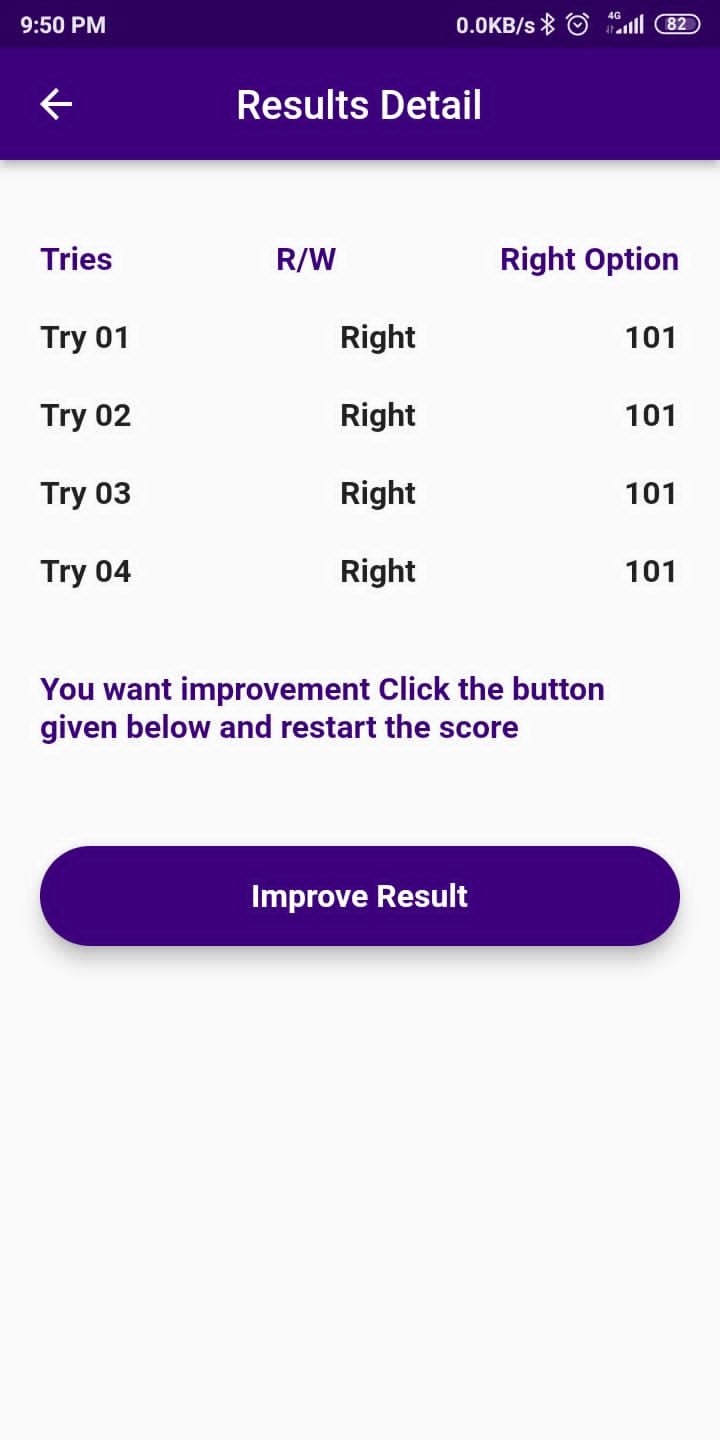 9:50 PM 0.0KB/s 4G 82
Results Detail
Tries R/W Right Option
Try 01 Right 101
Try 02 Right 101
Try 03 Right 101
Try 04 Right 101
You want improvement Click the button
given below and restart the score
Improve Result